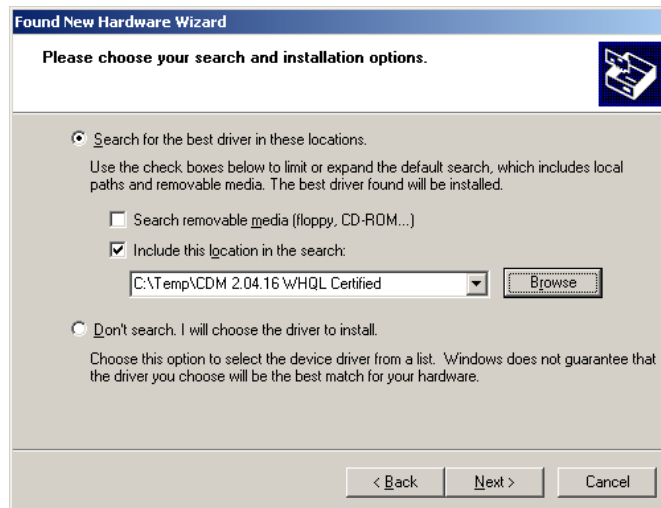 Found New Hardware Wizard
Please choose your search and installation options.
Search for the best driver in these locations.
Use the check boxes below to limit or expand the default search, which includes local
paths and removable media. The best driver found will be installed.
Search removable media (floppy, CD-ROM...)
Include this location in the search:
C:\Temp\CDM 2.04.16 WHQL Certified
Browse
Don't search. I will choose the driver to install.
Choose this option to select the device driver from a list. Windows does not guarantee that
the driver you choose will be the best match for your hardware.
< Back
Next >
Cancel